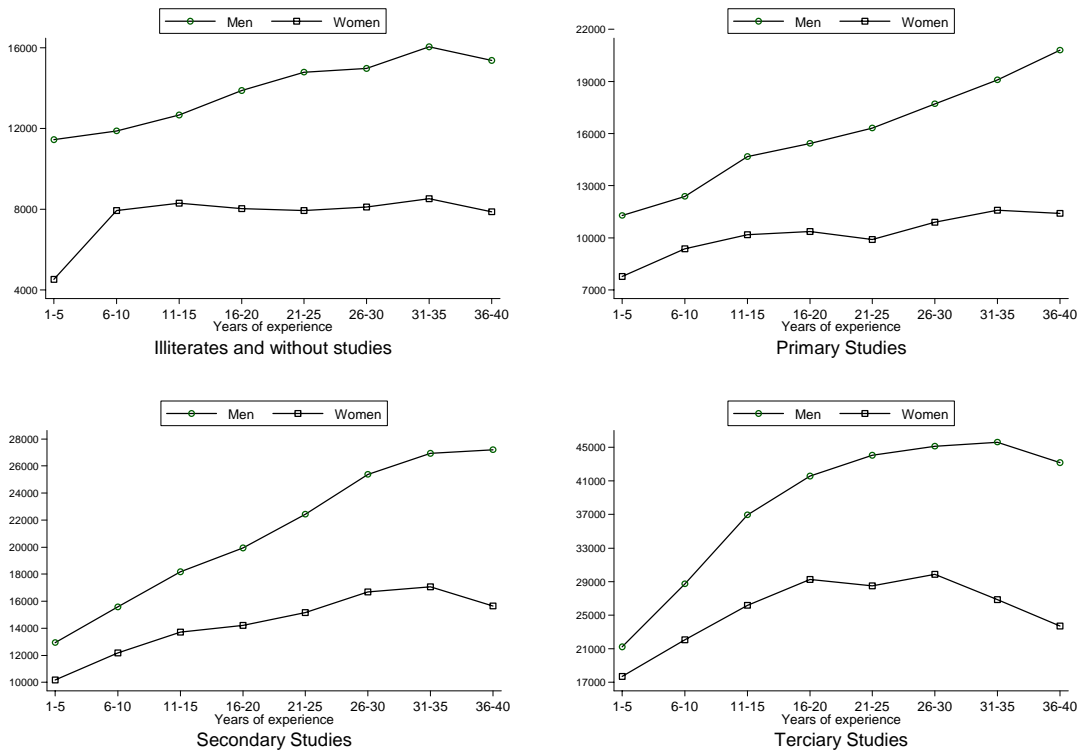 Men Women
16000
12000
8000
4000
1-5 6-10 11-15 16-20 21-25 26-30 31-35 36-40
Years of experience
Illiterates and without studies
Men Women
22000
19000
16000
13000
10000
7000
1-5 6-10 11-15 16-20 21-25 26-30 31-35 36-40
Years of experience
Primary Studies
Men Women
28000
26000
24000
22000
20000
18000
16000
14000
12000
10000
1-5 6-10 11-15 16-20 21-25 26-30 31-35 36-40
Years of experience
Secondary Studies
Men Women
45000
41000
37000
33000
29000
25000
21000
17000
1-5 6-10 11-15 16-20 21-25 26-30 31-35 36-40
Years of experience
Terciary Studies